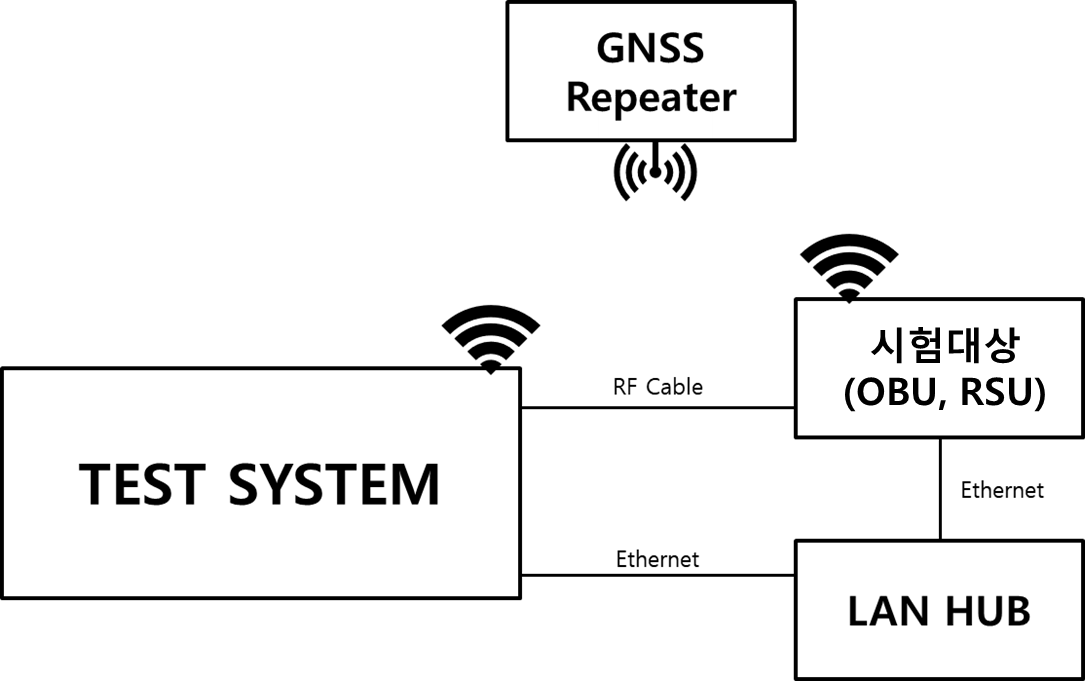 GNSS
Repeater
시험대상
(OBU, RSU)
RF Cable
TEST SYSTEM
Ethernet
Ethernet
LAN HUB